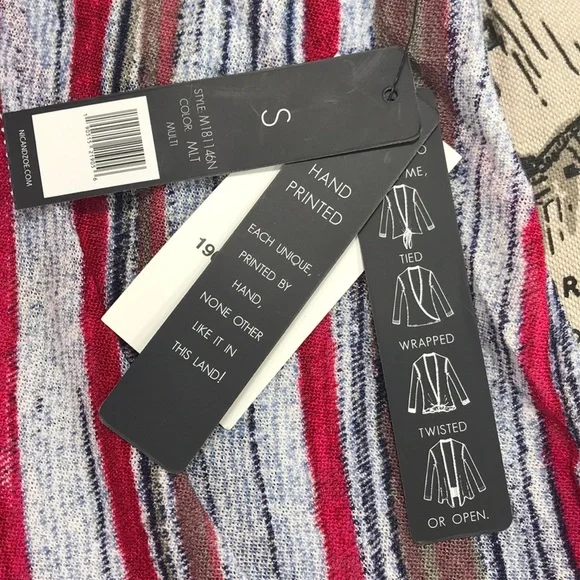 NICANDZOE.COM
STYLE M181146N
COLOR MLT
MULTI
S
HAND
PRINTED
EACH UNIQUE,
PRINTED BY
HAND,
NONE OTHER
LIKE IT IN
THIS LAND!
19
O
ME,
TIED
WRAPPED
TWISTED
OR OPEN.
R